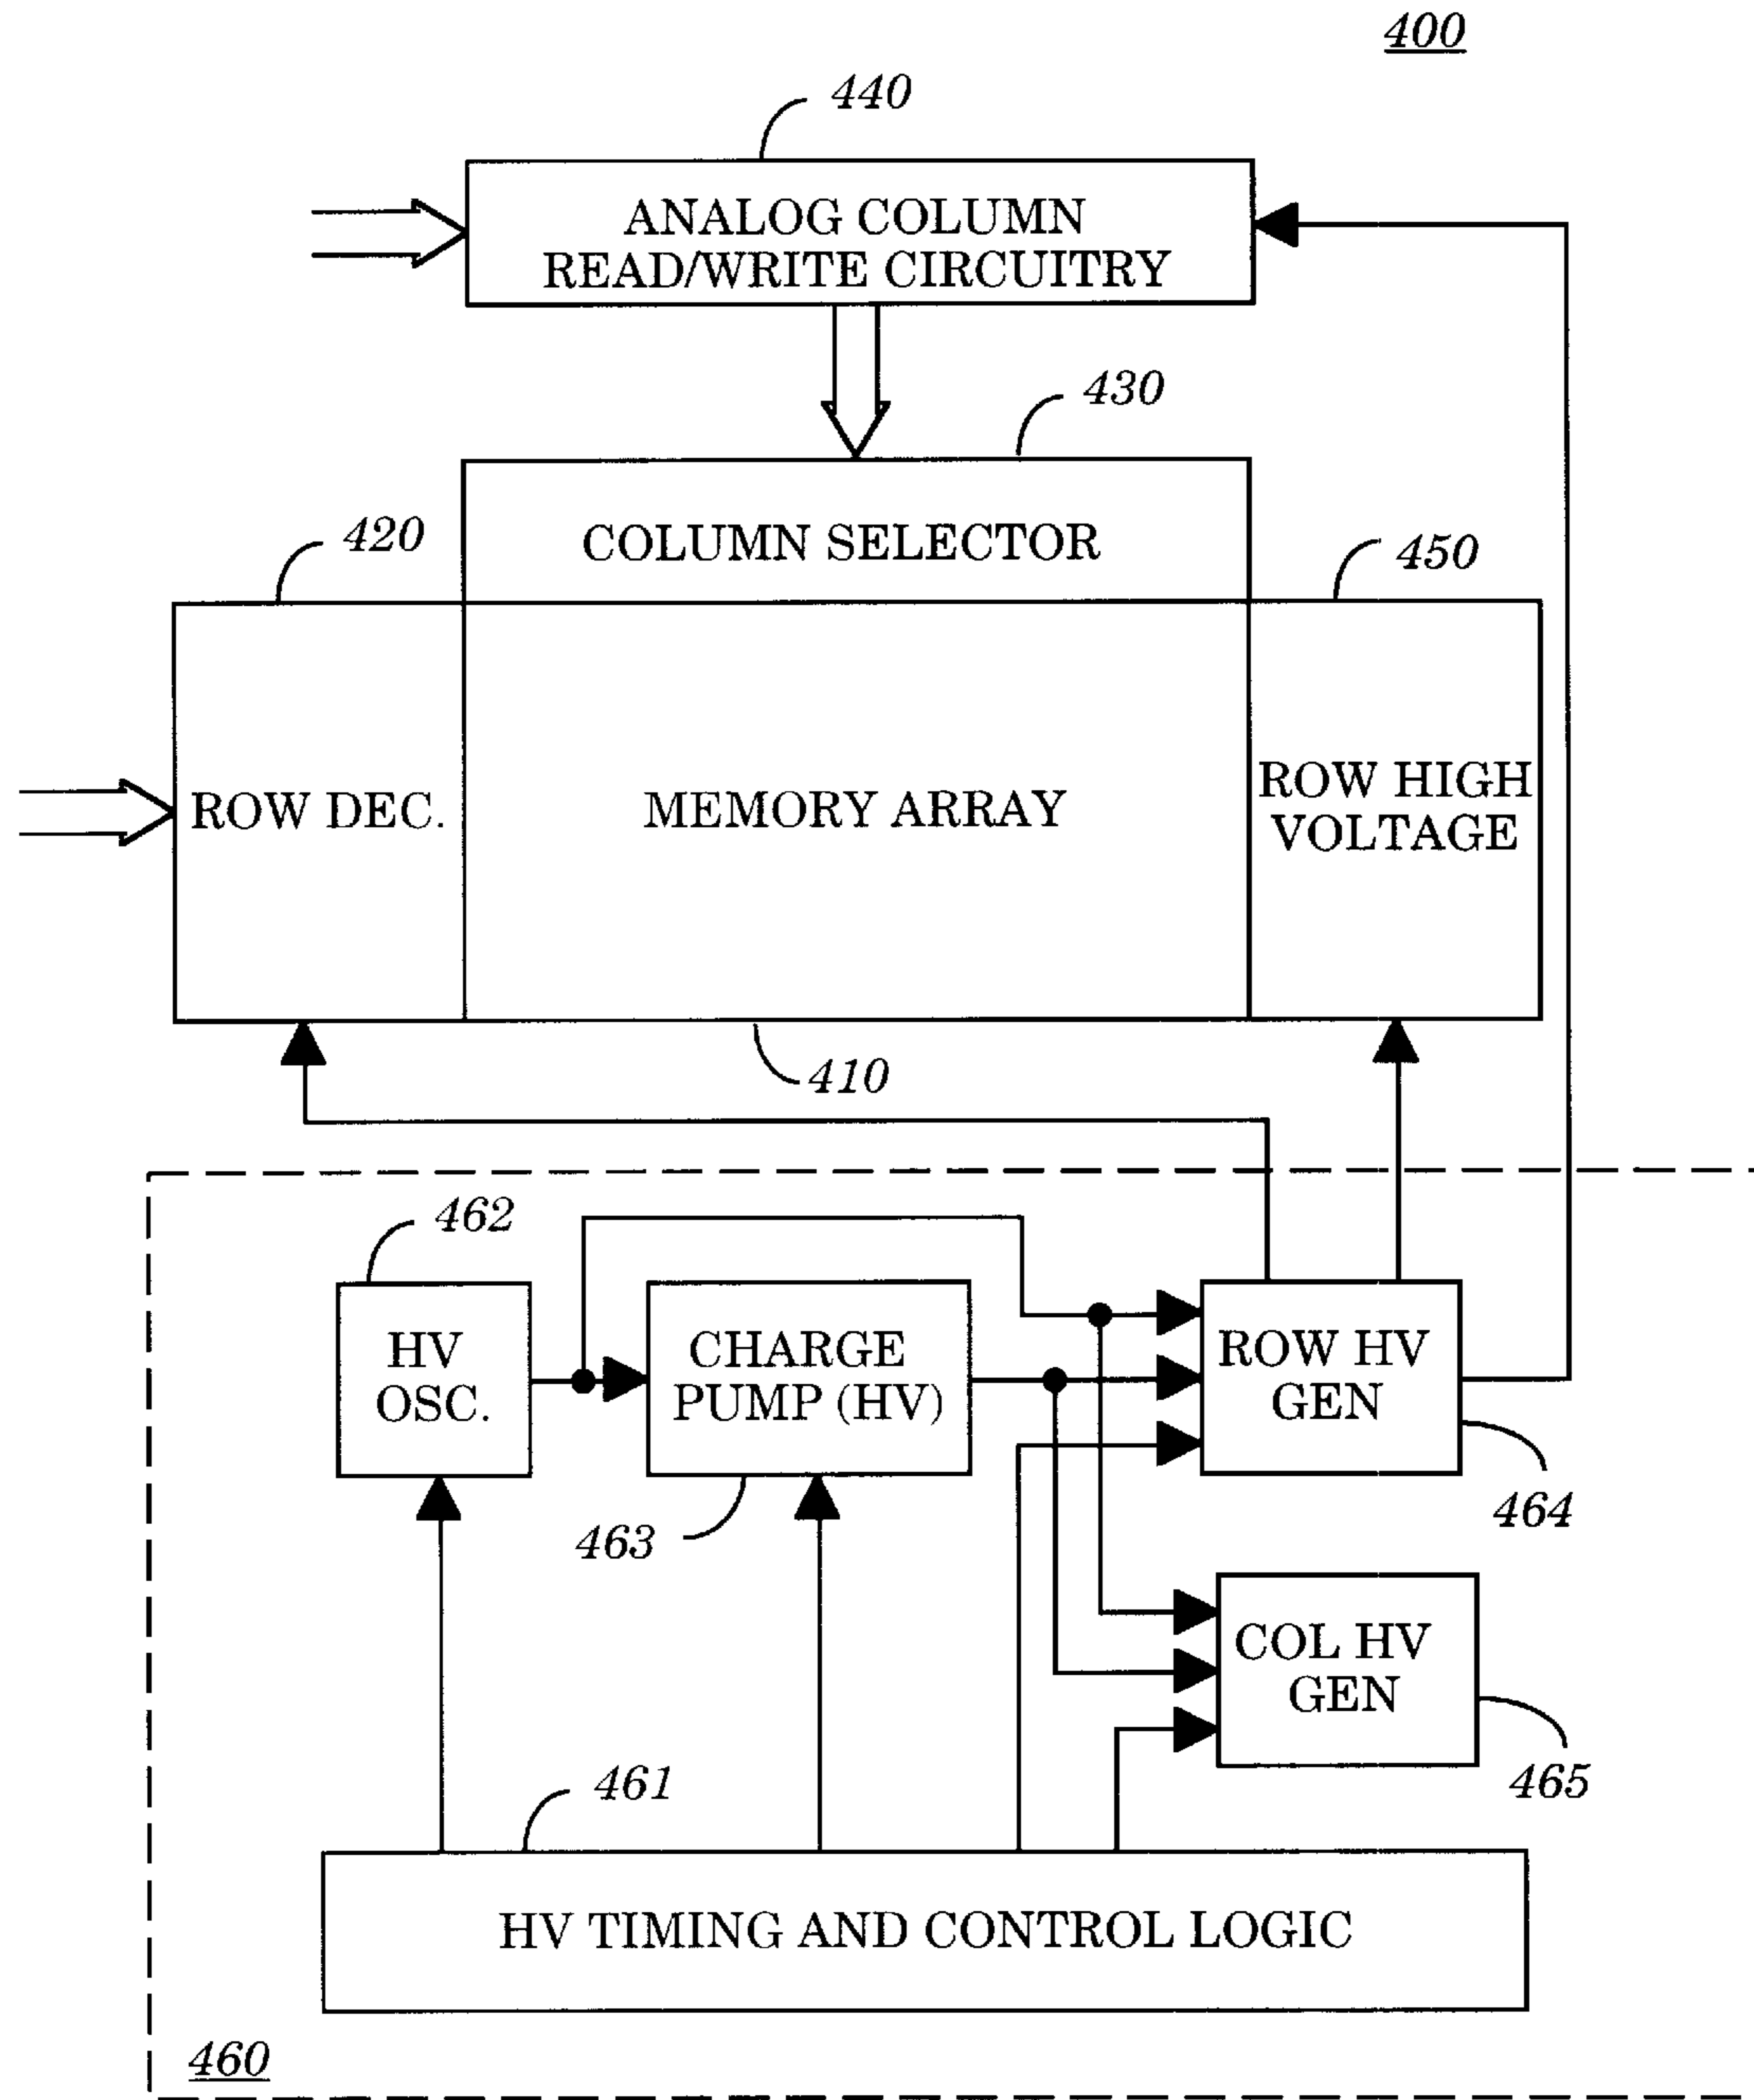 400
440
ANALOG COLUMN
READ/WRITE CIRCUITRY
430
COLUMN SELECTOR
420
450
ROW DEC.
MEMORY ARRAY
ROW HIGH
VOLTAGE
410
462
HV
OSC.
CHARGE
PUMP (HV)
ROW HV
GEN
463
464
COL HV
GEN
465
461
HV TIMING AND CONTROL LOGIC
460